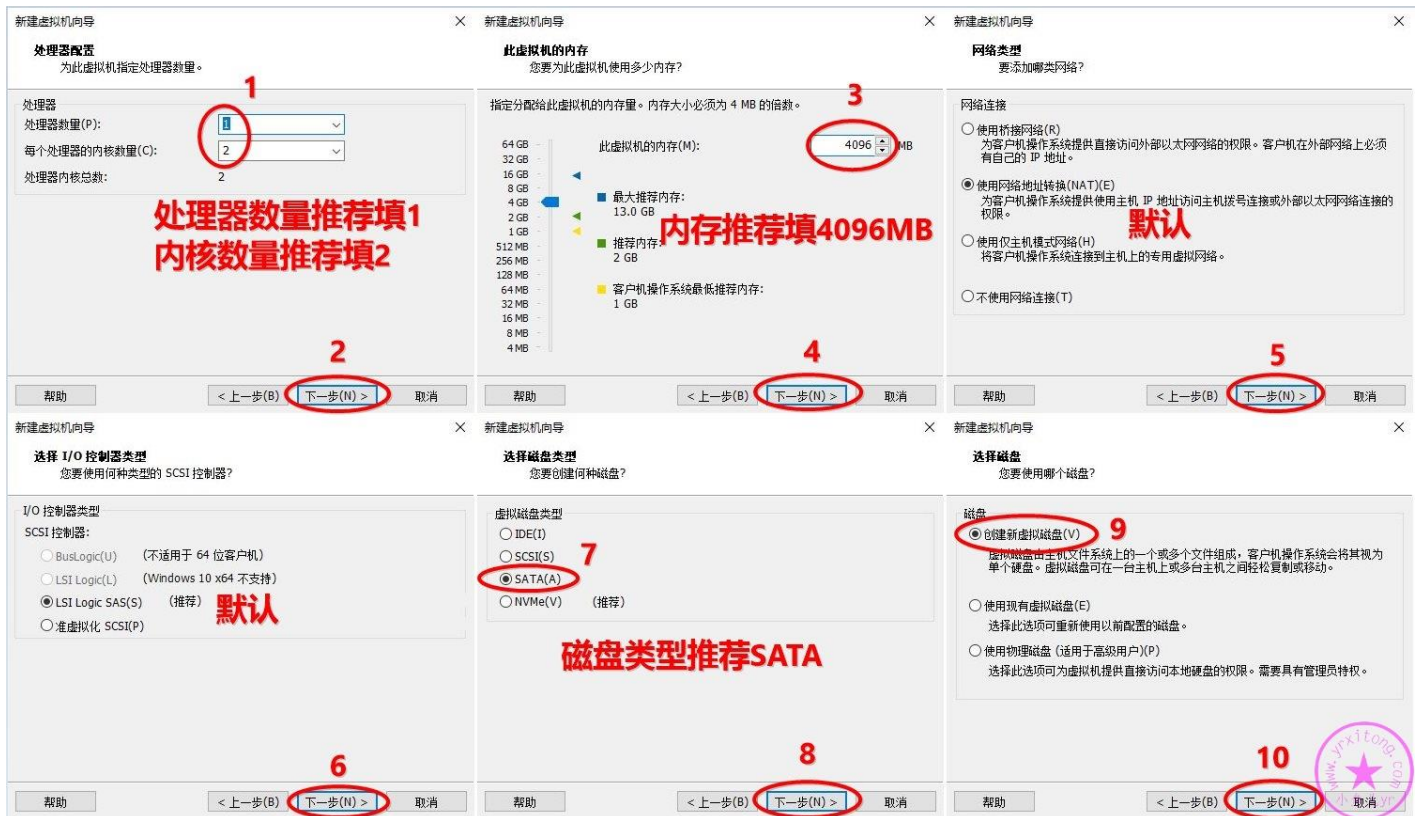 新建虚拟机向导
处理器配置
为此虚拟机指定处理器数量。
1
处理器
处理器数量(P):
1
每个处理器的内核数量(C):
2
处理器内核总数:
2
处理器数量推荐填1
内核数量推荐填2
2
帮助
< 上一步(B)
下一步(N) >
取消
新建虚拟机向导
此虚拟机的内存
您要为此虚拟机使用多少内存?
指定分配给此虚拟机的内存量。内存大小必须为 4 MB 的倍数。
3
64 GB
32 GB
16 GB
8 GB
4 GB
2 GB
1 GB
512 MB
256 MB
128 MB
64 MB
32 MB
16 MB
8 MB
4 MB
此虚拟机的内存(M):
4096
MB
最大推荐内存:
13.0 GB
推荐内存:
2 GB
客户机操作系统最低推荐内存:
1 GB
内存推荐填4096MB
4
帮助
< 上一步(B)
下一步(N) >
取消
新建虚拟机向导
网络类型
要添加哪类网络?
网络连接
使用桥接网络(R)
为客户机操作系统提供直接访问外部以太网网络的权限。客户机在外部网络上必须
有自己的 IP 地址。
使用网络地址转换(NAT)(E)
为客户机操作系统提供使用主机 IP 地址访问主机拨号连接或外部以太网网络连接的
权限。
默认
使用仅主机模式网络(H)
将客户机操作系统连接到主机上的专用虚拟网络。
不使用网络连接(T)
5
帮助
< 上一步(B)
下一步(N) >
取消
新建虚拟机向导
选择 I/O 控制器类型
您要使用何种类型的 SCSI 控制器?
I/O 控制器类型
SCSI 控制器:
BusLogic(U) (不适用于 64 位客户机)
LSI Logic(L) (Windows 10 x64 不支持)
LSI Logic SAS(S) (推荐)
准虚拟化 SCSI(P)
默认
6
帮助
< 上一步(B)
下一步(N) >
取消
新建虚拟机向导
选择磁盘类型
您要创建何种磁盘?
虚拟磁盘类型
IDE(I)
SCSI(S)
7
SATA(A)
NVMe(V) (推荐)
磁盘类型推荐SATA
8
帮助
< 上一步(B)
下一步(N) >
取消
新建虚拟机向导
选择磁盘
您要使用哪个磁盘?
磁盘
创建新虚拟磁盘(V)
9
虚拟磁盘由主机文件系统上的一个或多个文件组成，客户机操作系统会将其视为
单个硬盘。虚拟磁盘可在一台主机上或多台主机之间轻松复制或移动。
使用现有虚拟磁盘(E)
选择此选项可重新使用以前配置的磁盘。
使用物理磁盘 (适用于高级用户)(P)
选择此选项可为虚拟机提供直接访问本地硬盘的权限。需要具有管理员特权。
10
帮助
< 上一步(B)
下一步(N) >
取消
www.yrxitong.com